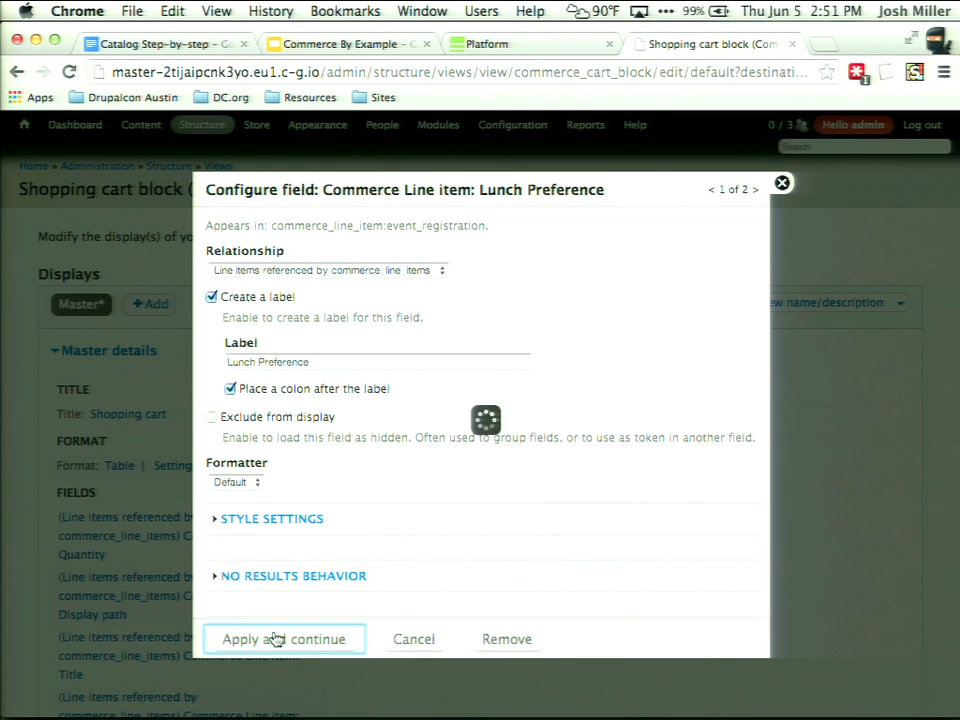 Chrome File Edit View History Bookmarks Window Users Help 90°F 99% Thu Jun 5 2:51 PM Josh Miller
Catalog Step-by-step - Go × Commerce By Example - G × Platform × Shopping cart block (Com ×
master-2tijaipcnk3yo.eu1.c-g.io/admin/structure/views/view/commerce_cart_block/edit/default?destinati...
Apps Drupalcon Austin DC.org Resources Sites
Dashboard Content Structure Store Appearance People Modules Configuration Reports Help 0 / 3 Hello admin Log out
Search
Home » Administration » Structure » Views
Shopping cart block (
Configure field: Commerce Line item: Lunch Preference < 1 of 2 >
Appears in: commerce_line_item:event_registration.
Modify the display(s) of yo
Relationship
Displays
Line items referenced by commerce_line_items
Master* + Add
Create a label
ew name/description
Enable to create a label for this field.
Label
Master details
Lunch Preference
TITLE
Place a colon after the label
Title: Shopping cart
Exclude from display
FORMAT
Enable to load this field as hidden. Often used to group fields, or to use as token in another field.
Format: Table | Setting
Formatter
Default
FIELDS
(Line items referenced b
commerce_line_items) C
Quantity
STYLE SETTINGS
(Line items referenced b
commerce_line_items) C
Display path
NO RESULTS BEHAVIOR
(Line items referenced b
commerce_line_items) Commerce Line item:
Title
Apply and continue Cancel Remove
(Line items referenced by
commerce_line_items) Commerce Line item: